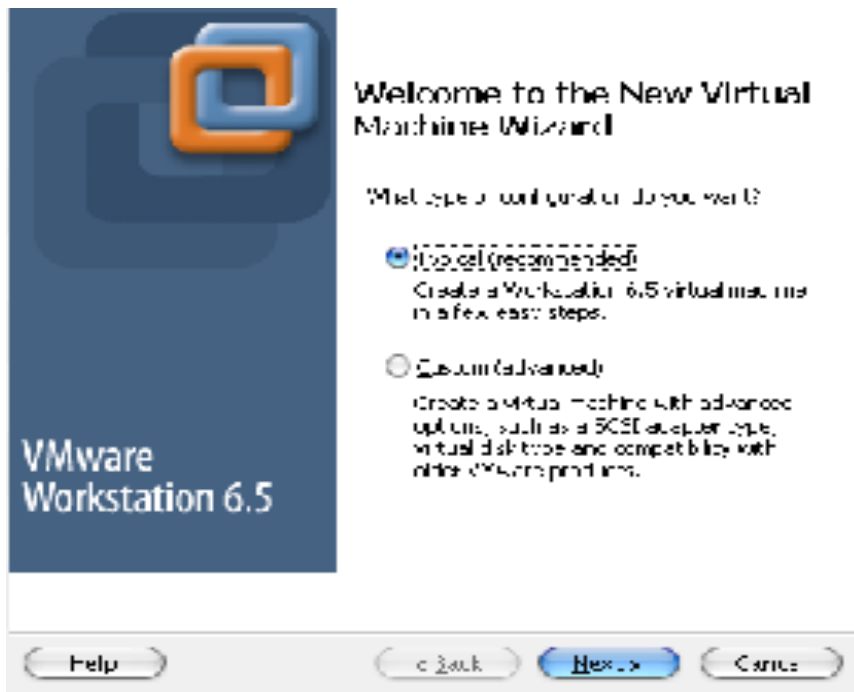 Welcome to the New Virtual
Machine Wizard
What type of configuration do you want?
Typical (recommended)
Create a Workstation 6.5 virtual machine
in a few easy steps.
Custom (advanced)
Create a virtual machine with advanced
options, such as a SCSI adapter type,
virtual disk type and compatibility with
older VMware products.
VMware
Workstation 6.5
Help
< Back
Next >
Cancel